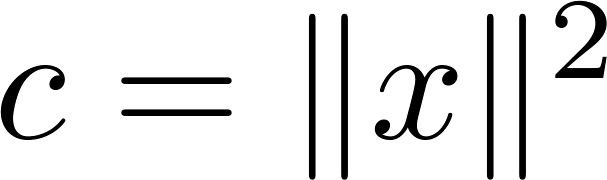 c = ‖x‖²